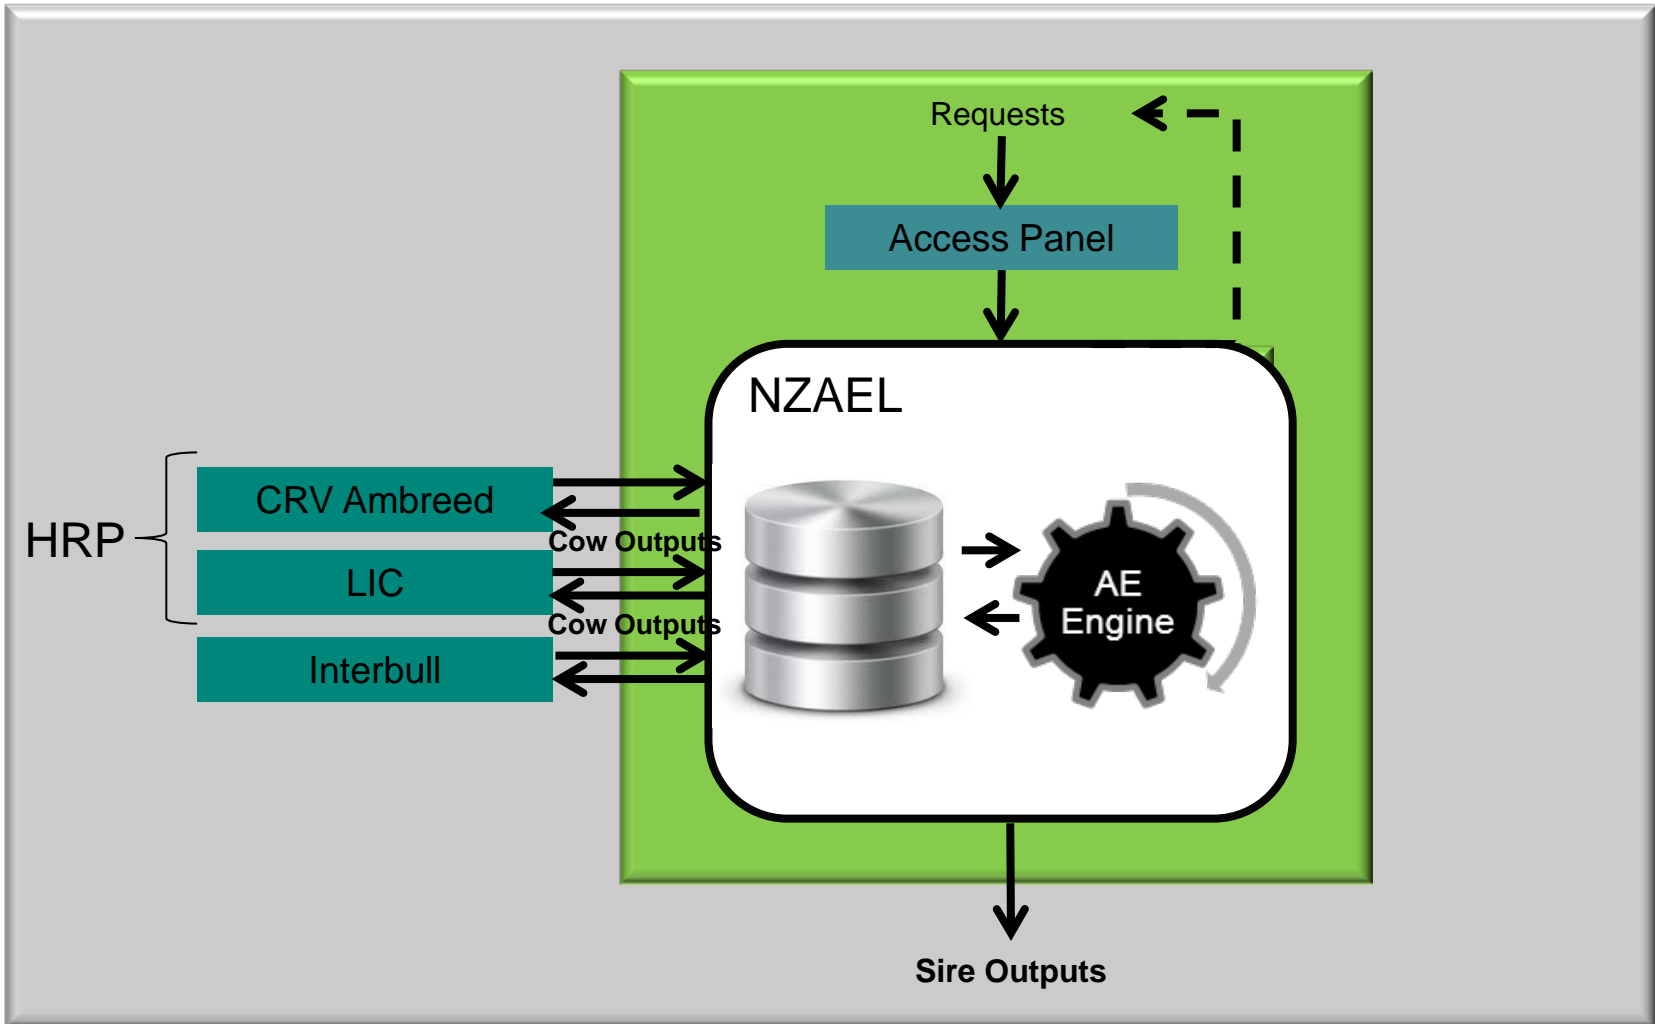 Requests
Access Panel
NZAEL
CRV Ambreed
HRP
Cow Outputs
LIC
AE
Engine
Cow Outputs
Interbull
Sire Outputs